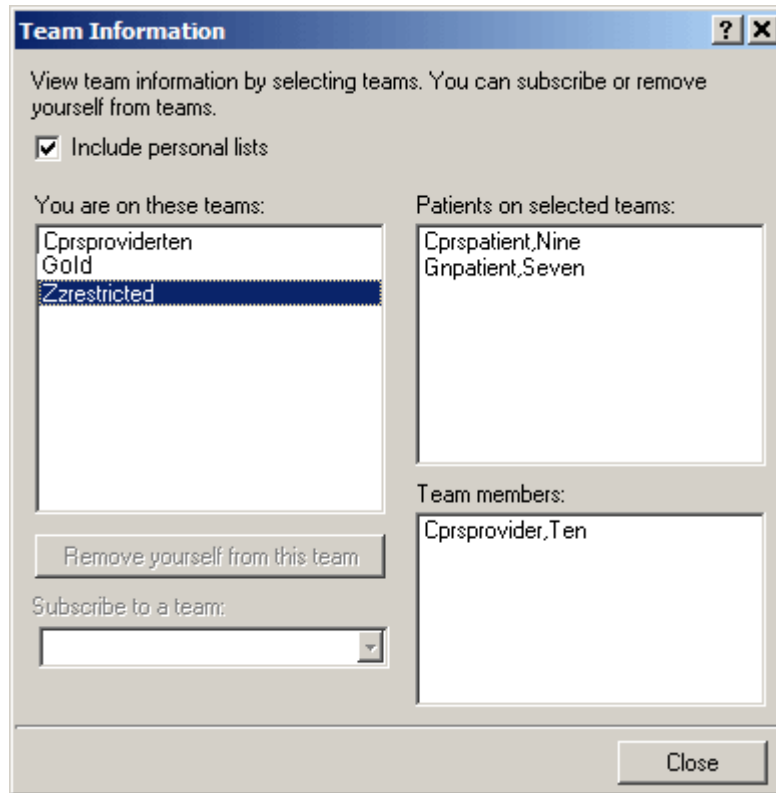 Team Information
View team information by selecting teams. You can subscribe or remove
yourself from teams.
Include personal lists
You are on these teams:
Cprsproviderten
Gold
Zzrestricted
Remove yourself from this team
Subscribe to a team:
Patients on selected teams:
Cprspatient,Nine
Gnpatient,Seven
Team members:
Cprsprovider,Ten
Close